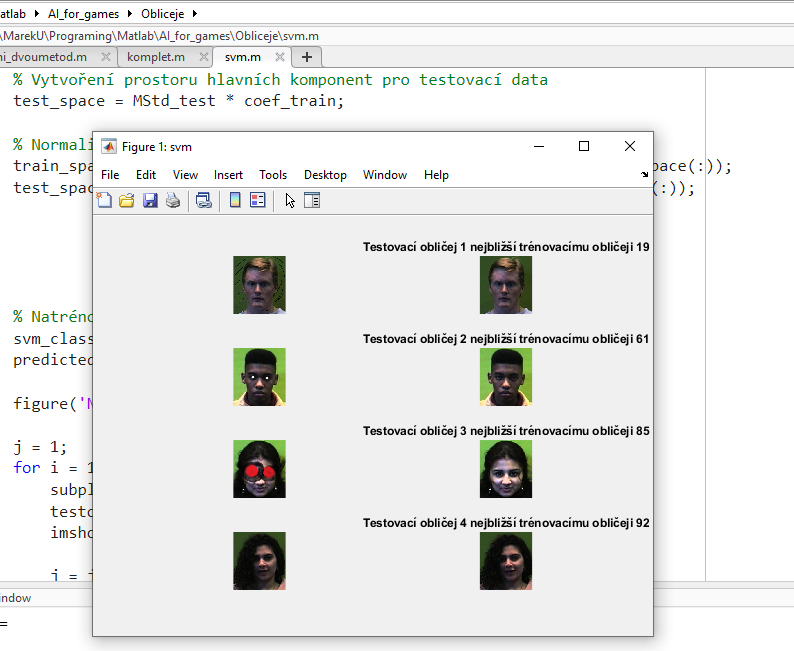 atlab AI_for_games Obliceje
\MarekU\Programing\Matlab\AI_for_games\Obliceje\svm.m
ni_dvoumetod.m komplet.m svm.m +
% Vytvoření prostoru hlavních komponent pro testovací data
test_space = MStd_test * coef_train;
% Normali
train_spa pace(:));
test_spac (:));
Figure 1: svm
File Edit View Insert Tools Desktop Window Help
Testovací obličej 1 nejbližší trénovacímu obličeji 19
Testovací obličej 2 nejbližší trénovacímu obličeji 61
Testovací obličej 3 nejbližší trénovacímu obličeji 85
Testovací obličej 4 nejbližší trénovacímu obličeji 92
% Natréno
svm_class
predicted
figure('N
j = 1;
for i = 1
subpl
testo
imsho
j = j
indow
=